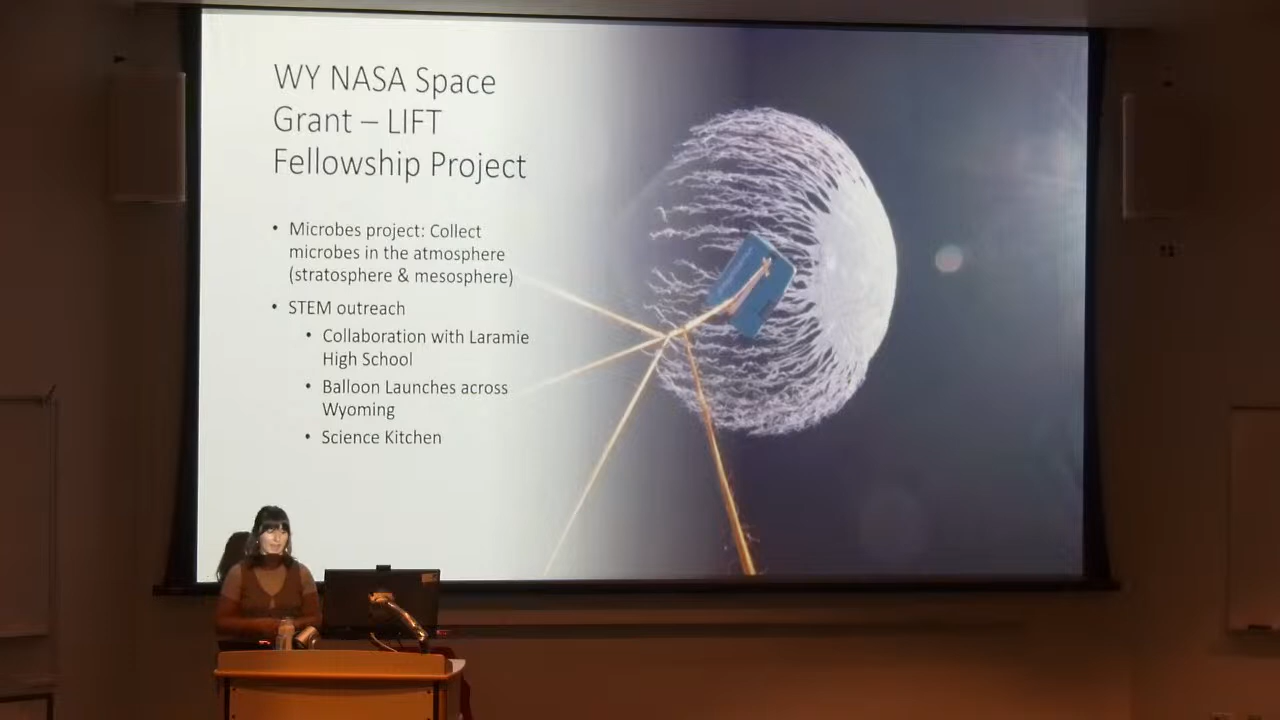 WY NASA Space
Grant – LIFT
Fellowship Project
• Microbes project: Collect
microbes in the atmosphere
(stratosphere & mesosphere)
• STEM outreach
• Collaboration with Laramie
High School
• Balloon Launches across
Wyoming
• Science Kitchen